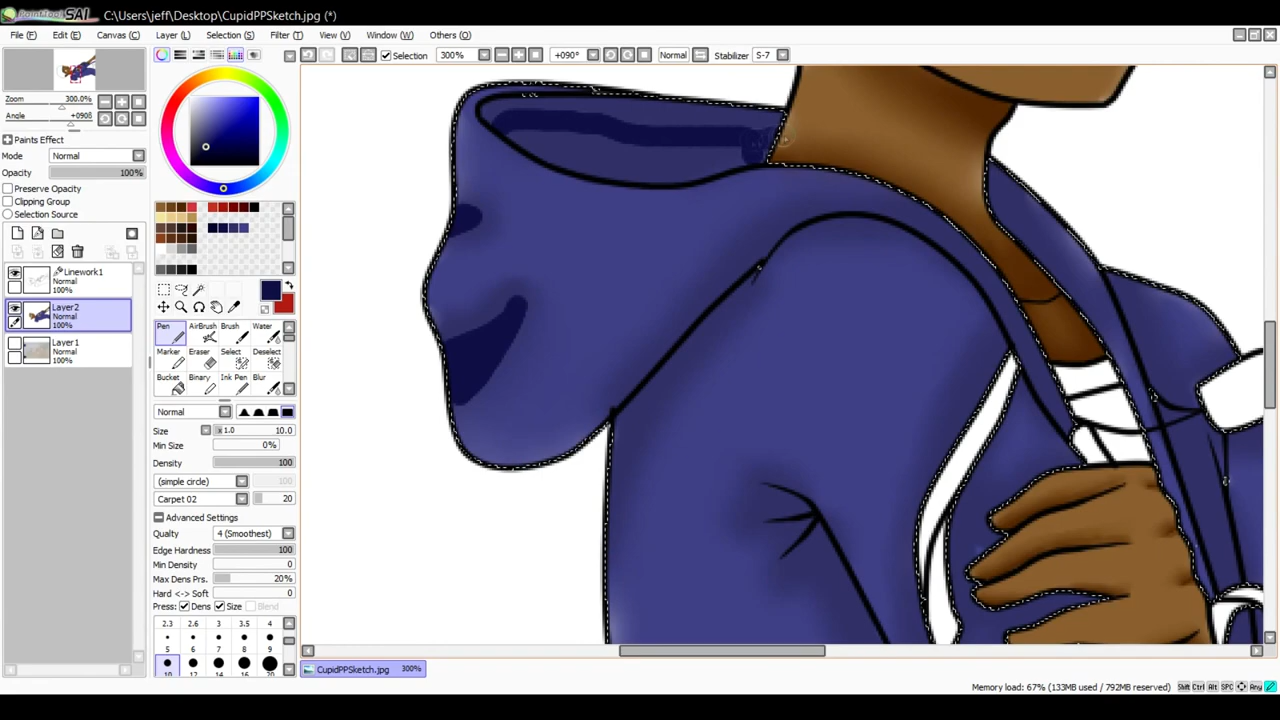 PaintTool SAI C:\Users\jeff\Desktop\CupidPPSketch.jpg (*)
File (F) Edit (E) Canvas (C) Layer (L) Selection (S) Filter (T) View (V) Window (W) Others (O)
Selection 300% +090° Normal Stabilizer S-7
Zoom 300.0%
Angle +090θ
Paints Effect
Mode Normal
Opacity 100%
Preserve Opacity
Clipping Group
Selection Source
Linework1
Normal
100%
Layer2
Normal
100%
Layer1
Normal
100%
Pen AirBrush Brush Water
Marker Eraser Select Deselect
Bucket Binary Ink Pen Blur
Normal
Size x 1.0 10.0
Min Size 0%
Density 100
(simple circle) 100
Carpet 02 20
Advanced Settings
Qualty 4 (Smoothest)
Edge Hardness 100
Min Density 0
Max Dens Prs. 20%
Hard <-> Soft 0
Press: Dens Size Blend
2.3 2.6 3 3.5 4
5 6 7 8 9
10 12 14 16 20
CupidPPSketch.jpg 300%
Memory load: 67% (133MB used / 792MB reserved) Shift Ctrl Alt SPC Any